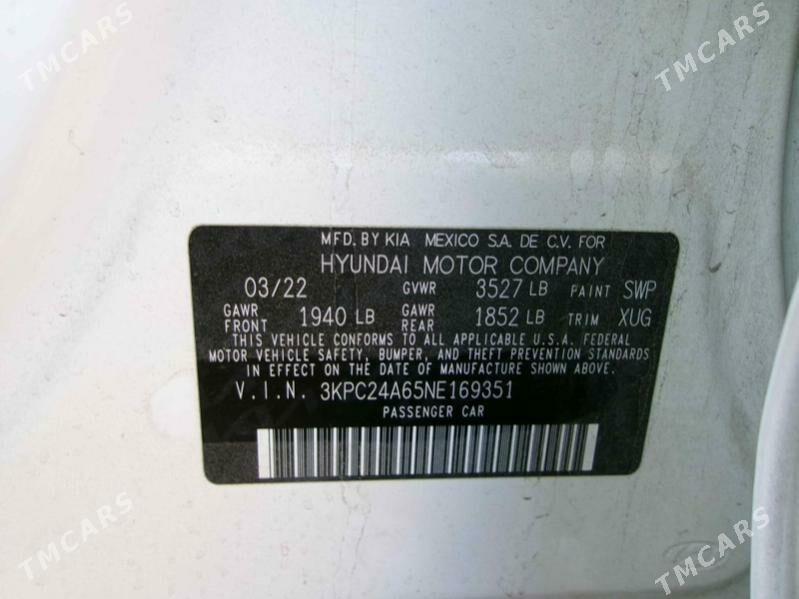 TMCARS
TMCARS
MFD. BY KIA MEXICO S.A. DE C.V. FOR
HYUNDAI MOTOR COMPANY
03/22 GVWR 3527 LB PAINT SWP
GAWR FRONT 1940 LB GAWR REAR 1852 LB TRIM XUG
THIS VEHICLE CONFORMS TO ALL APPLICABLE U.S.A. FEDERAL
MOTOR VEHICLE SAFETY, BUMPER, AND THEFT PREVENTION STANDARDS
IN EFFECT ON THE DATE OF MANUFACTURE SHOWN ABOVE.
V.I.N. 3KPC24A65NE169351
PASSENGER CAR
TMCARS
TMCARS